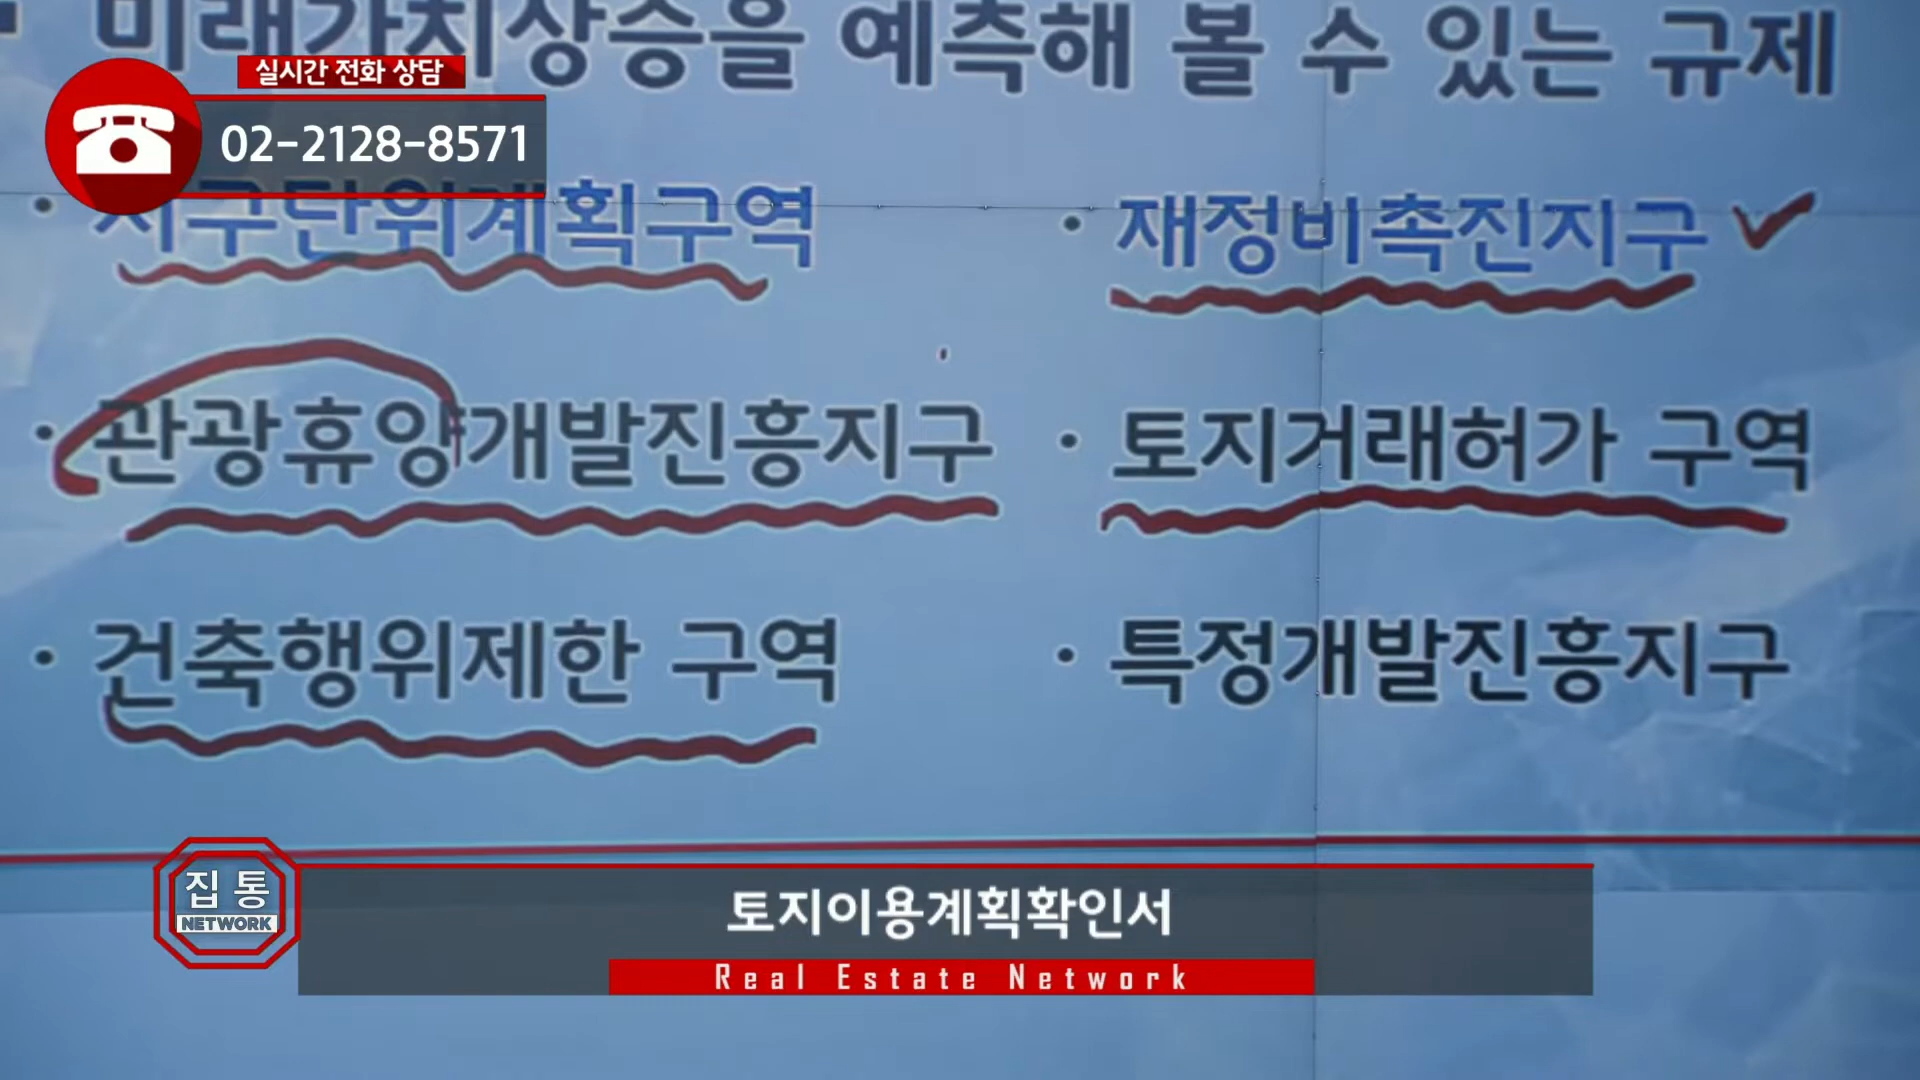 미래가치상승을 예측해 볼 수 있는 규제
실시간 전화 상담
02-2128-8571
• 지구단위계획구역
• 재정비촉진지구
• 관광휴양개발진흥지구
• 토지거래허가 구역
• 건축행위제한 구역
• 특정개발진흥지구
집통
NETWORK
토지이용계획확인서
Real Estate Network